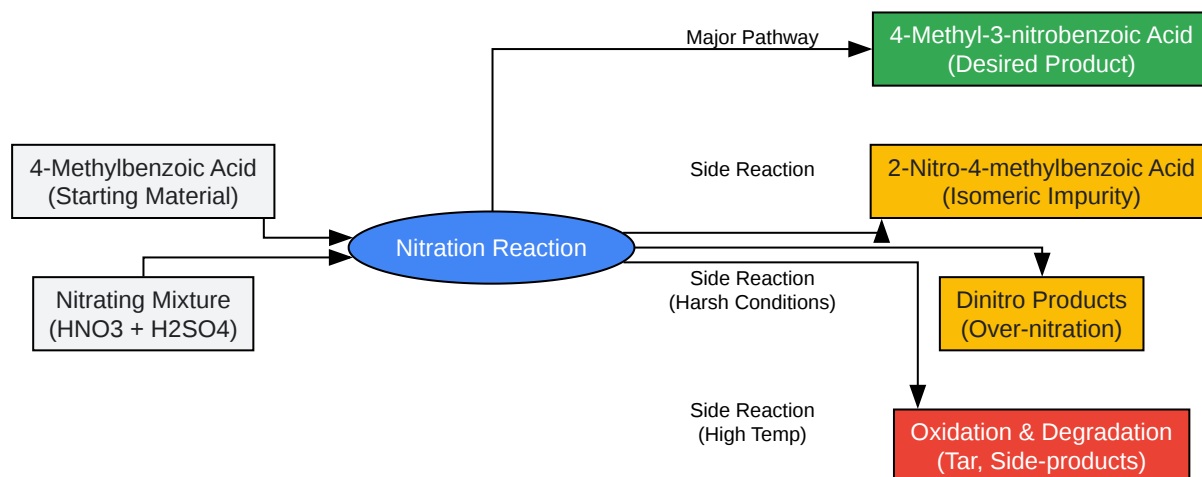 Major Pathway
4-Methyl-3-nitrobenzoic Acid
(Desired Product)
4-Methylbenzoic Acid
(Starting Material)
Side Reaction
2-Nitro-4-methylbenzoic Acid
(Isomeric Impurity)
Nitration Reaction
Nitrating Mixture
(HNO3 + H2SO4)
Side Reaction
(Harsh Conditions)
Dinitro Products
(Over-nitration)
Side Reaction
(High Temp)
Oxidation & Degradation
(Tar, Side-products)